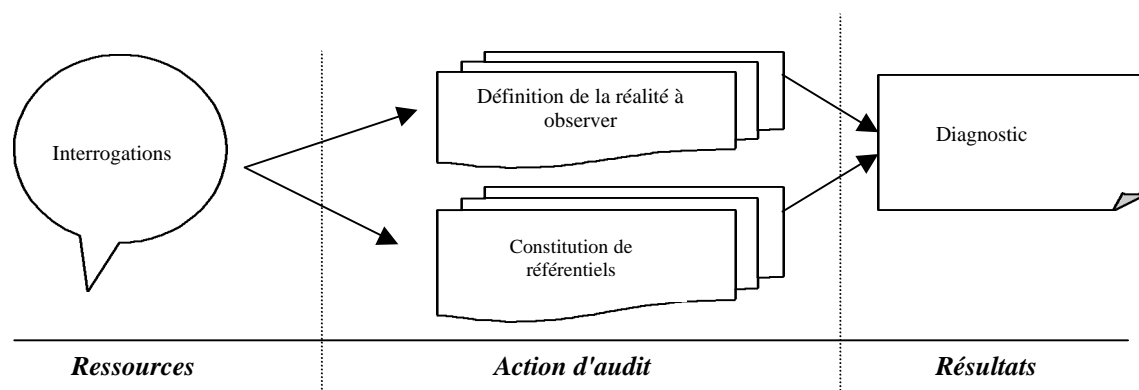 Interrogations
Définition de la réalité à
observer
Constitution de
référentiels
Diagnostic
Ressources
Action d'audit
Résultats